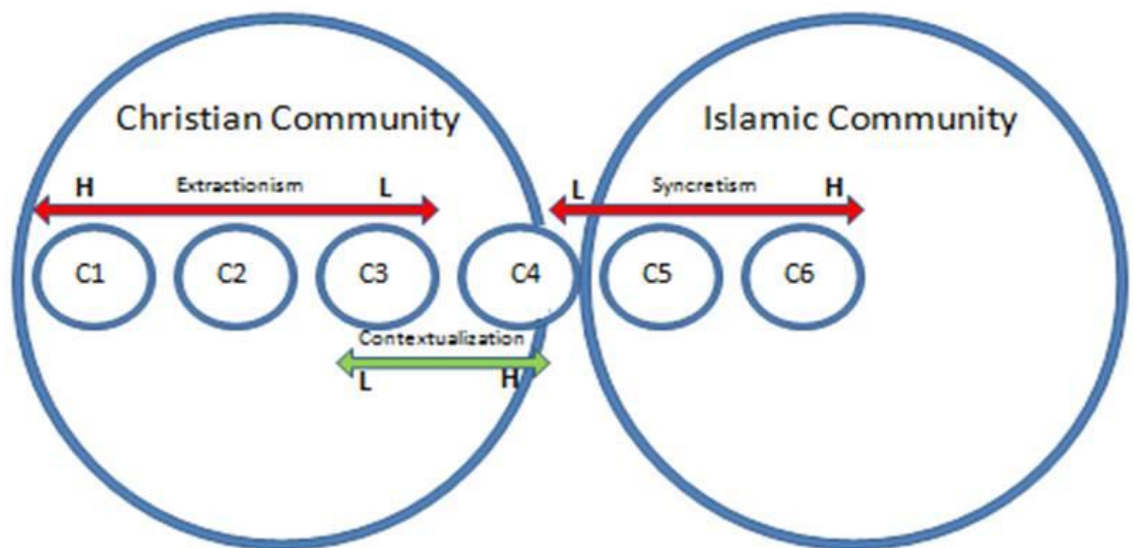 Christian Community
Islamic Community
H Extractionism L
L Syncretism H
C1 C2 C3 C4 C5 C6
Contextualization
L H